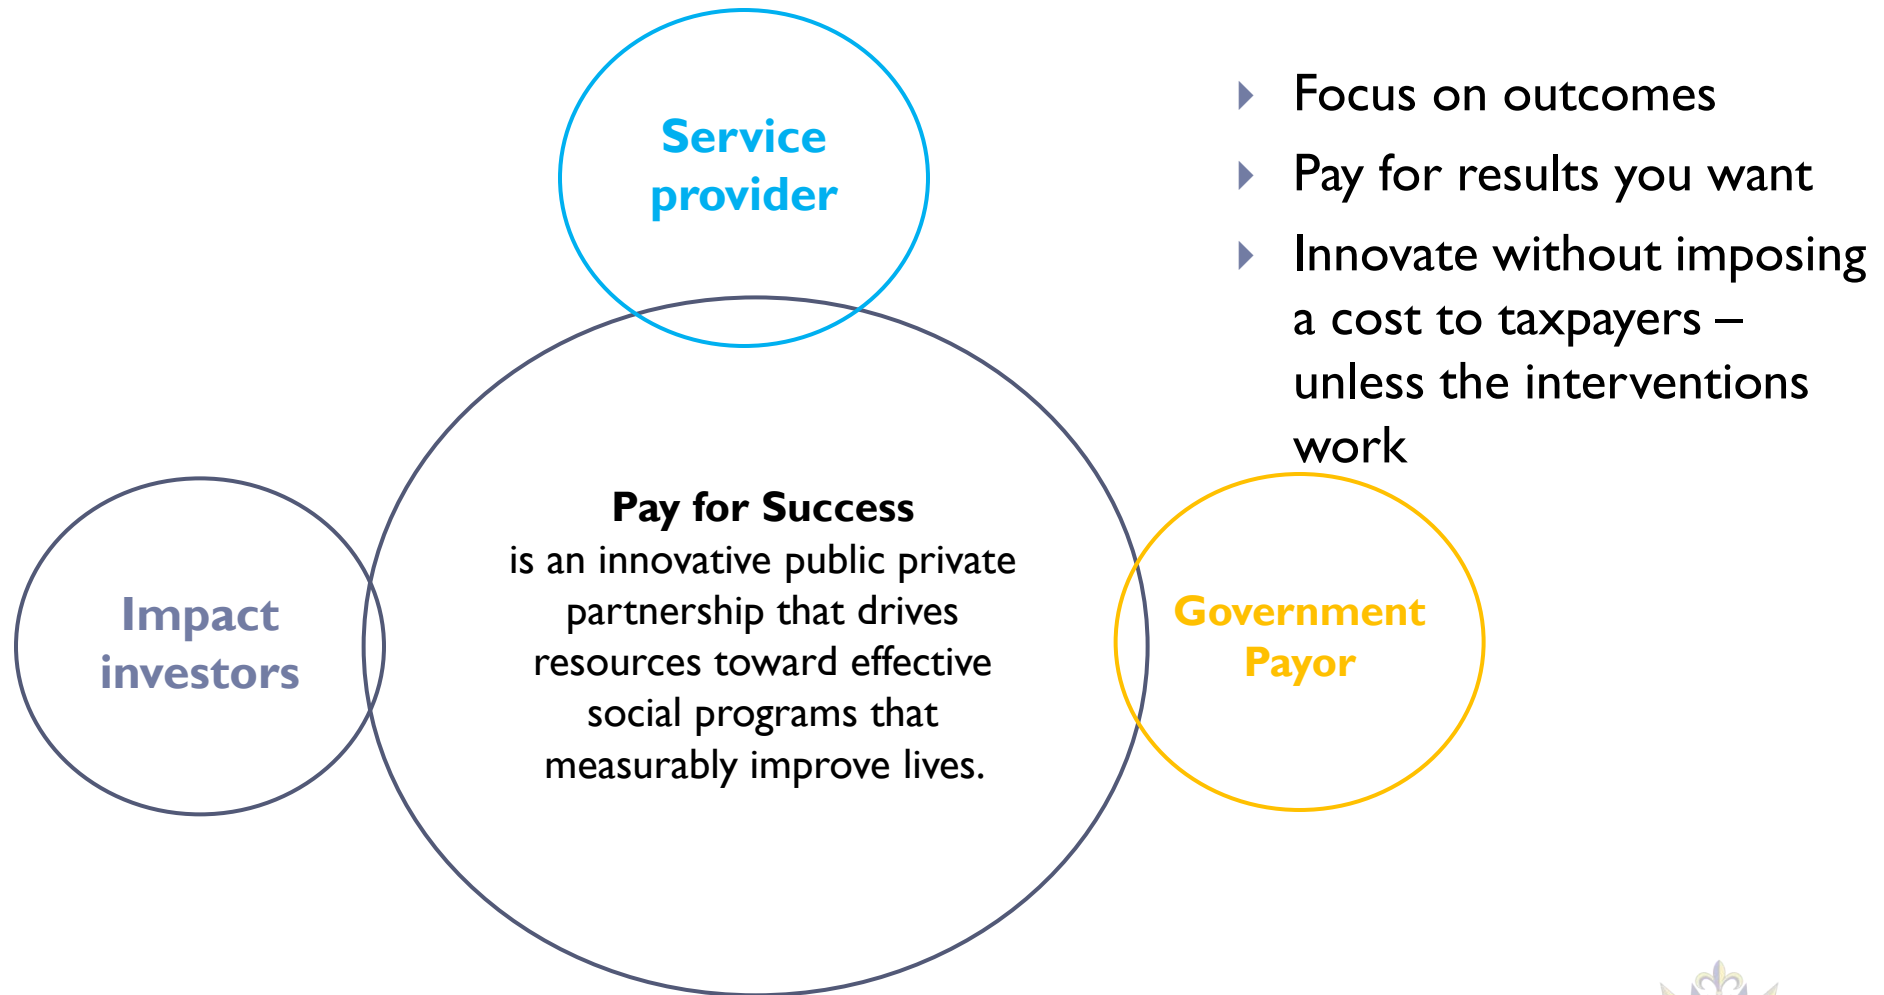 Service
provider
Focus on outcomes
Pay for results you want
Innovate without imposing
a cost to taxpayers –
unless the interventions
work
Pay for Success
is an innovative public private
partnership that drives
resources toward effective
social programs that
measurably improve lives.
Impact
investors
Government
Payor